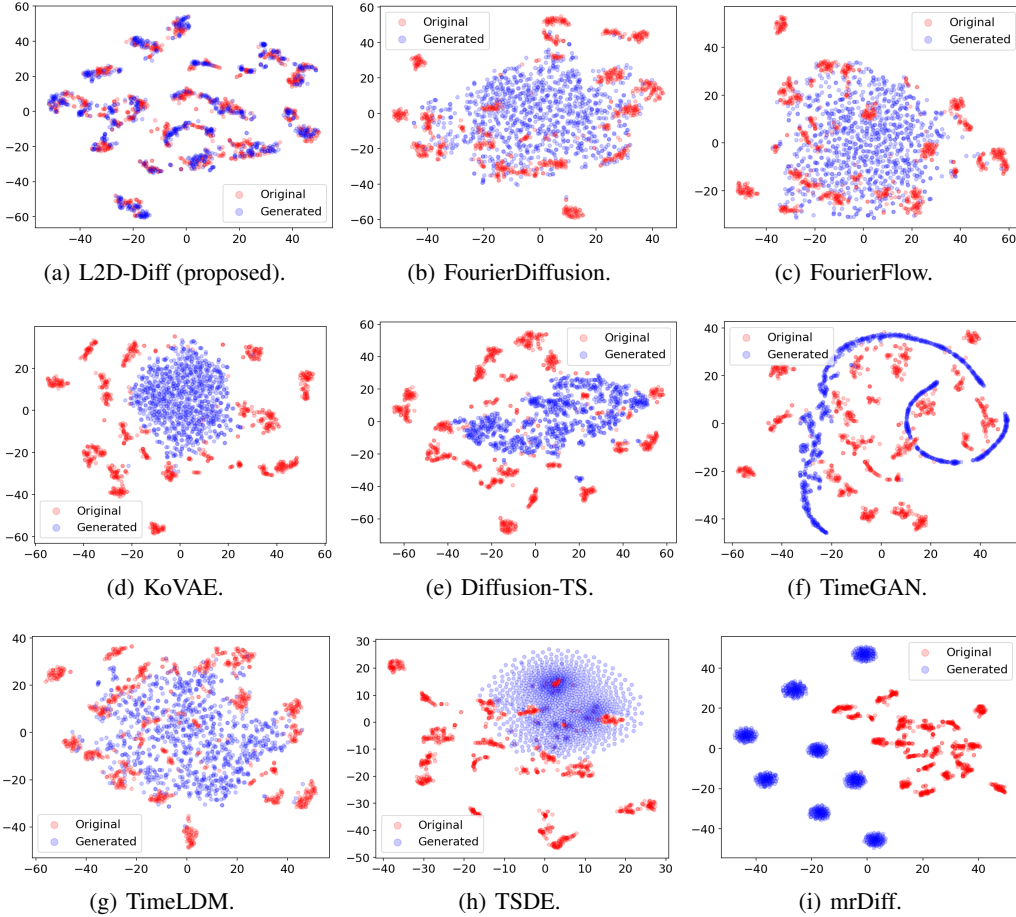 60
40
20
0
−20
−40
−60
Original
Generated
−40 −20 0 20 40
(a) L2D-Diff (proposed).
Original
Generated
60
40
20
0
−20
−40
−60
−40 −20 0 20 40
(b) FourierDiffusion.
Original
Generated
40
20
0
−20
−40 −20 0 20 40 60
(c) FourierFlow.
20
0
−20
−40
−60
Original
Generated
−60 −40 −20 0 20 40 60
(d) KoVAE.
Original
Generated
60
40
20
0
−20
−40
−60
−60 −40 −20 0 20 40 60
(e) Diffusion-TS.
Original
Generated
40
20
0
−20
−40
−60 −40 −20 0 20 40
(f) TimeGAN.
40
20
0
−20
−40
Original
Generated
−60 −40 −20 0 20 40
(g) TimeLDM.
30
20
10
0
−10
−20
−30
−40
−50
Original
Generated
−40 −30 −20 −10 0 10 20 30
(h) TSDE.
Original
Generated
40
20
0
−20
−40
−40 −20 0 20 40
(i) mrDiff.